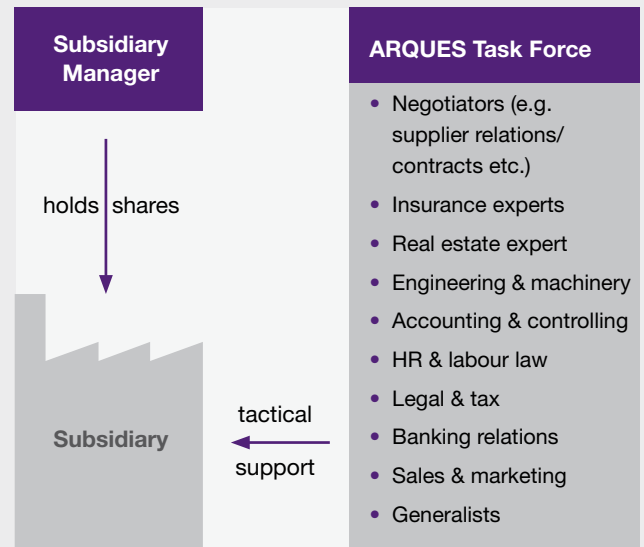 Subsidiary
Manager
holds shares
Subsidiary
tactical
support
ARQUES Task Force
• Negotiators (e.g.
supplier relations/
contracts etc.)
• Insurance experts
• Real estate expert
• Engineering & machinery
• Accounting & controlling
• HR & labour law
• Legal & tax
• Banking relations
• Sales & marketing
• Generalists